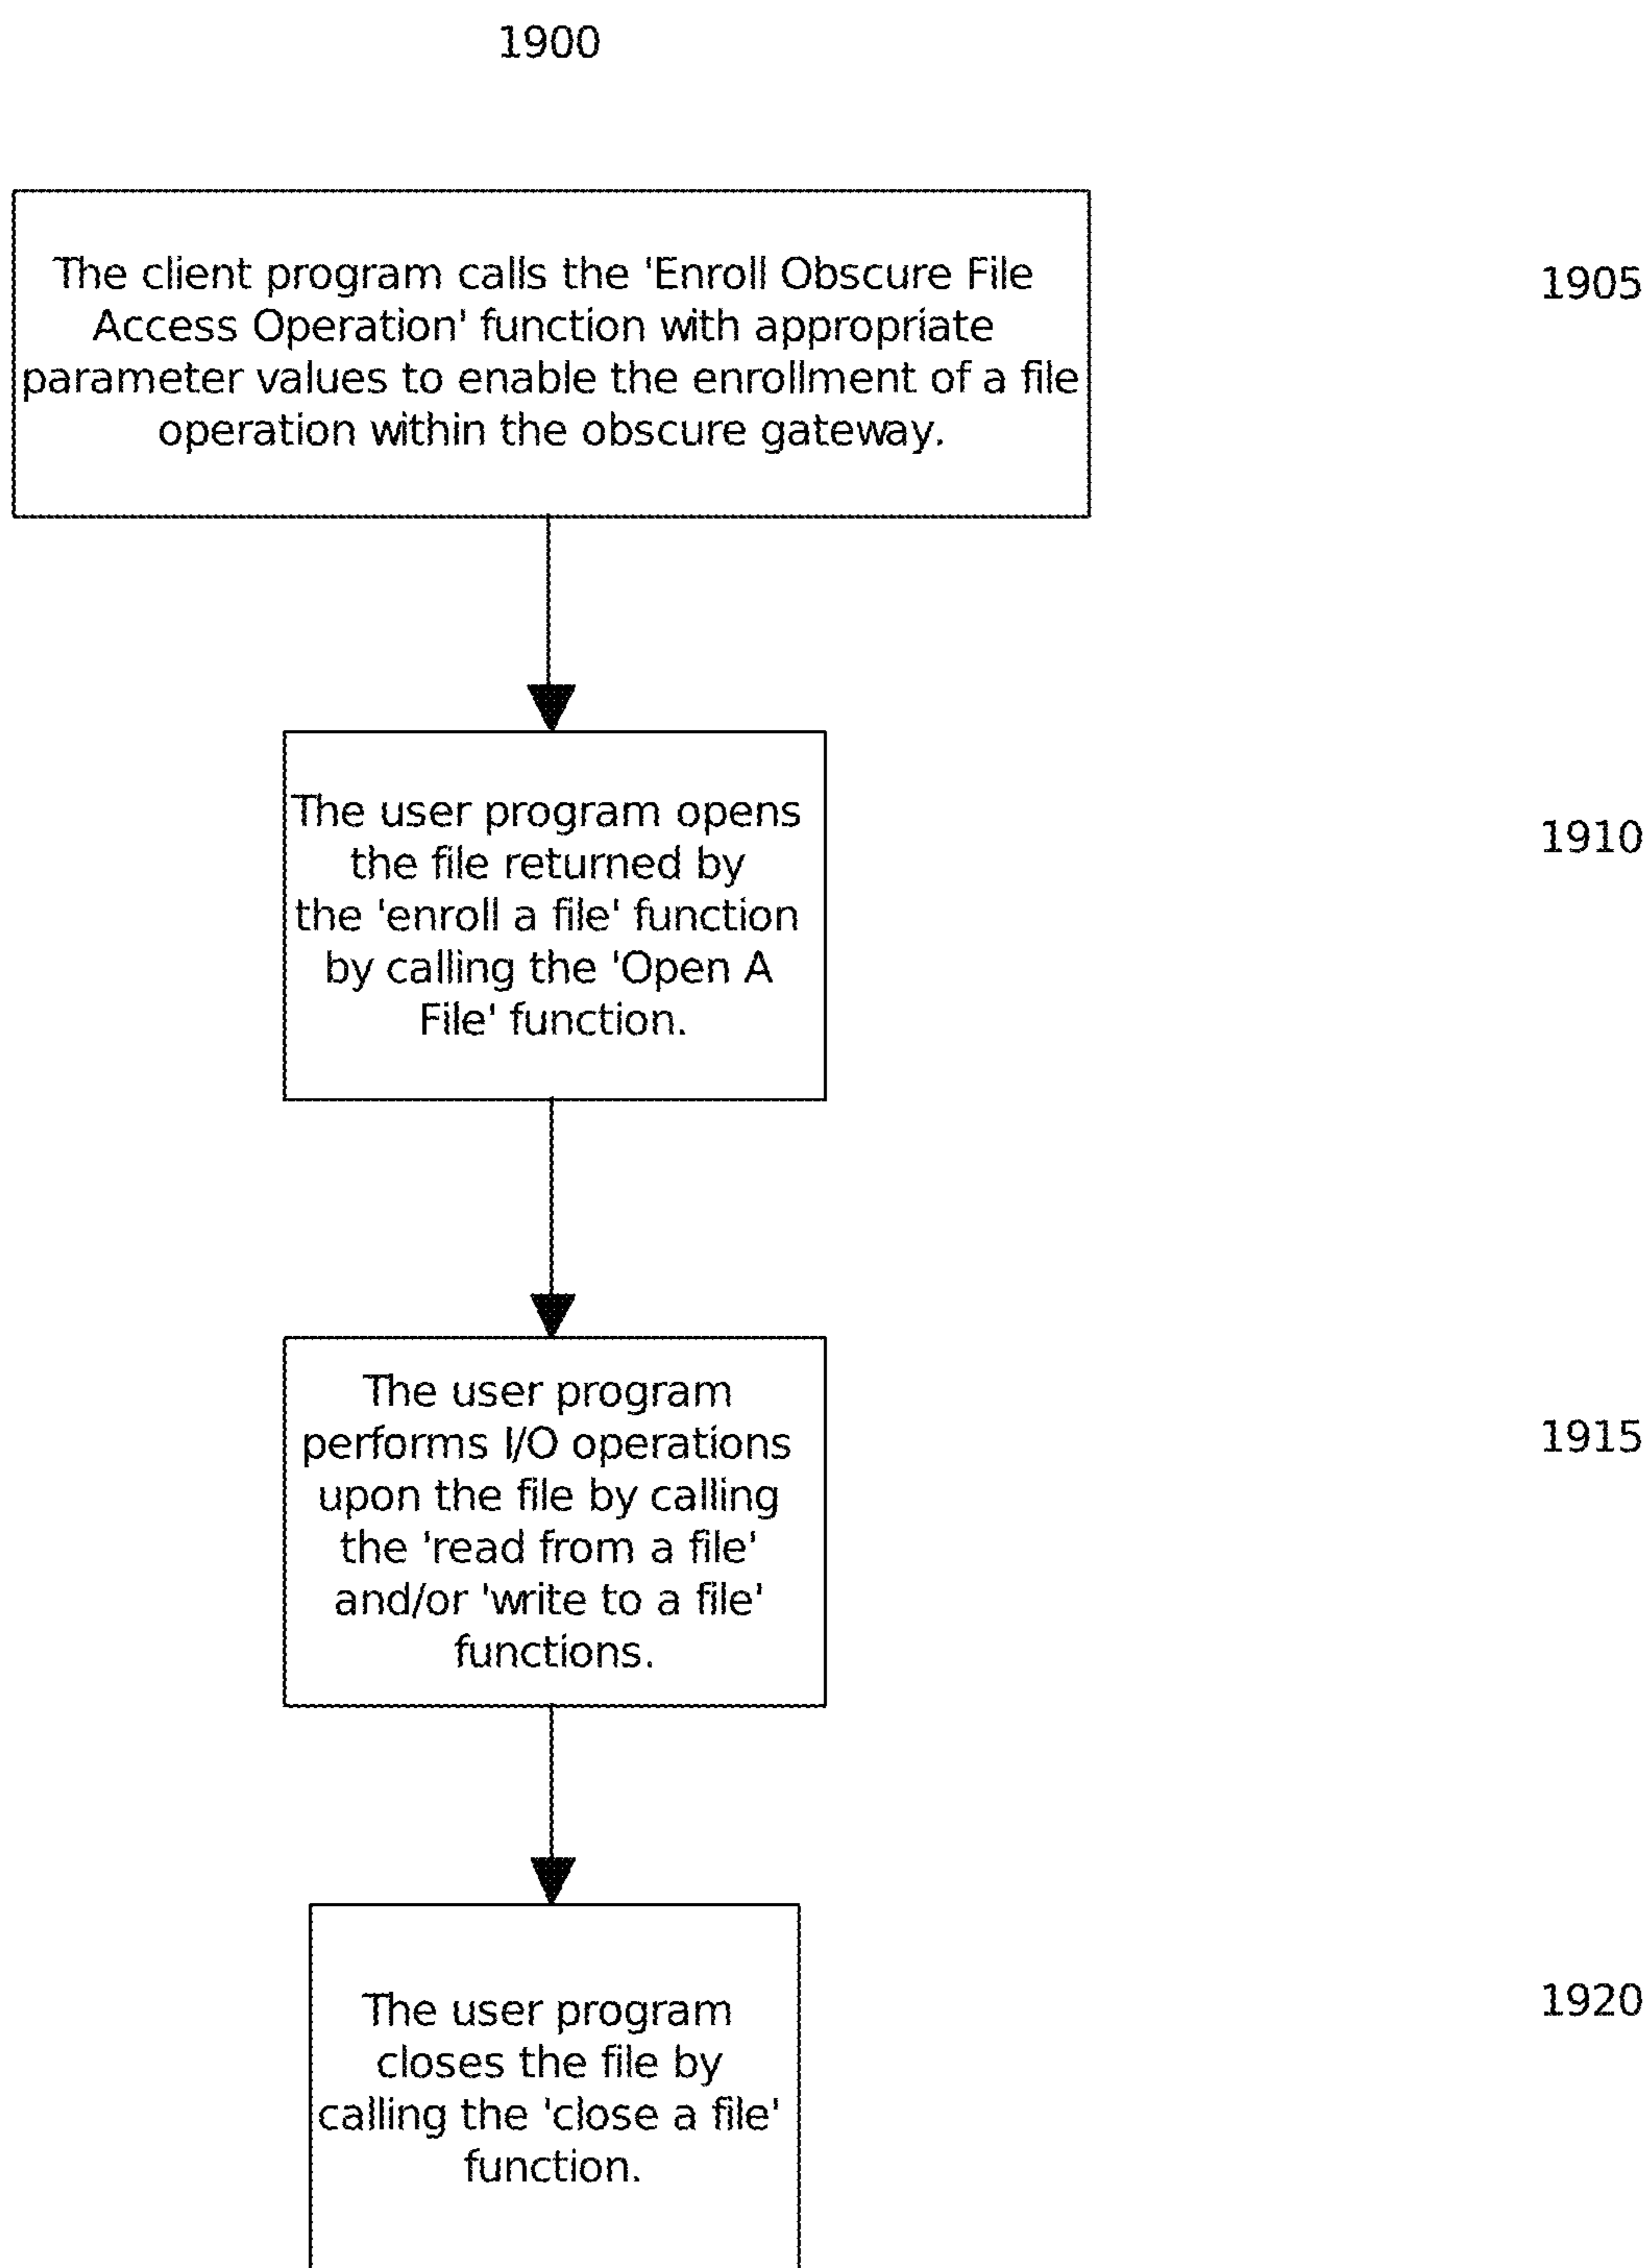 1900
The client program calls the 'Enroll Obscure File
Access Operation' function with appropriate
parameter values to enable the enrollment of a file
operation within the obscure gateway.
1905
The user program opens
the file returned by
the 'enroll a file' function
by calling the 'Open A
File' function.
1910
The user program
performs I/O operations
upon the file by calling
the 'read from a file'
and/or 'write to a file'
functions.
1915
The user program
closes the file by
calling the 'close a file'
function.
1920